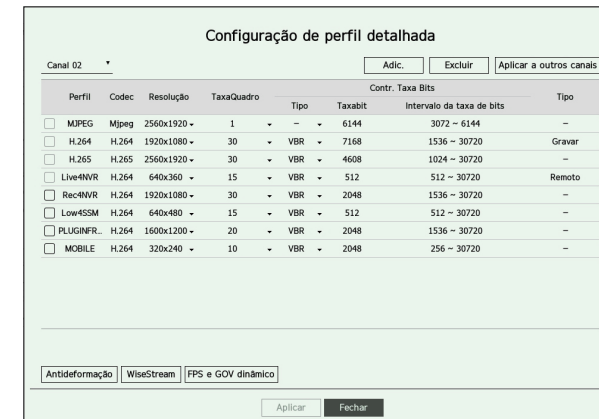 Configuração de perfil detalhada
Canal 02
Adic. Excluir Aplicar a outros canais
Perfil Codec Resolução TaxaQuadro Contr. Taxa Bits Tipo
Tipo Taxabit Intervalo da taxa de bits
MJPEG Mjpeg 2560x1920 1 – 6144 3072 ~ 6144 –
H.264 H.264 1920x1080 30 VBR 7168 1536 ~ 30720 Gravar
H.265 H.265 2560x1920 30 VBR 4608 1024 ~ 30720 –
Live4NVR H.264 640x360 15 VBR 512 512 ~ 30720 Remoto
Rec4NVR H.264 1920x1080 30 VBR 2048 1536 ~ 30720 –
Low4SSM H.264 640x480 15 VBR 512 512 ~ 30720 –
PLUGINFR... H.264 1600x1200 20 VBR 2048 1536 ~ 30720 –
MOBILE H.264 320x240 10 VBR 2048 256 ~ 30720 –
Antideformação WiseStream FPS e GOV dinâmico
Aplicar Fechar